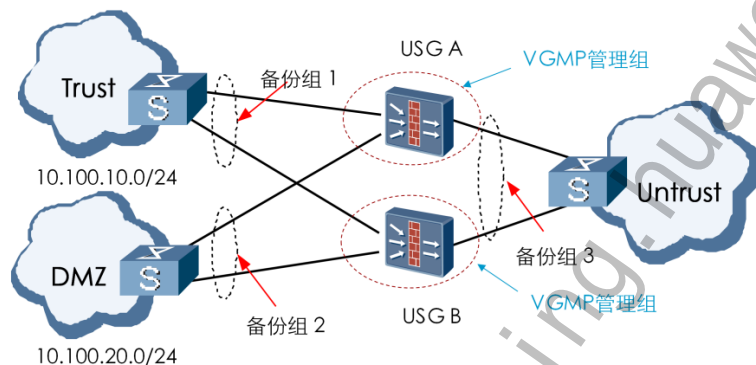 USG A
VGMP管理组
备份组 1
Trust
10.100.10.0/24
Untrust
备份组 3
DMZ
备份组 2
USG B
VGMP管理组
10.100.20.0/24
ing.huaw